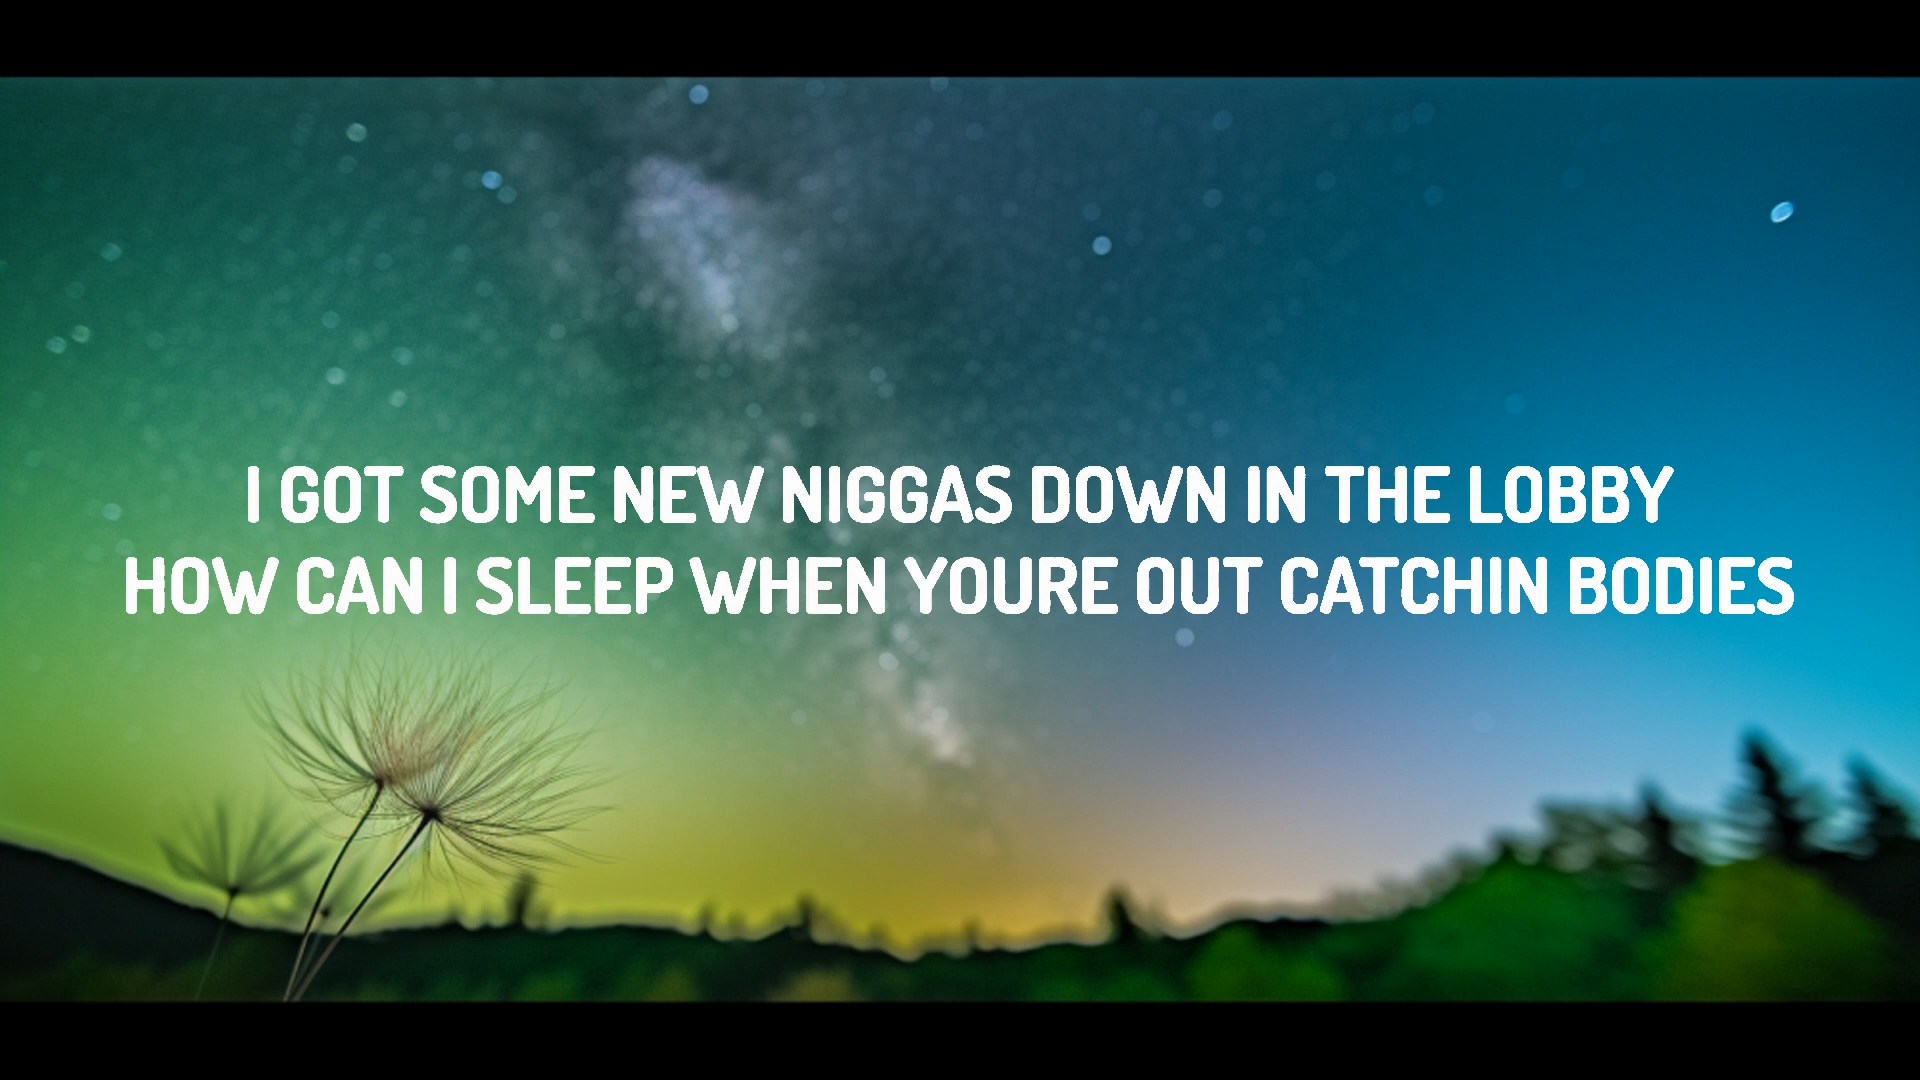 I GOT SOME NEW NIGGAS DOWN IN THE LOBBY
HOW CAN I SLEEP WHEN YOURE OUT CATCHIN BODIES